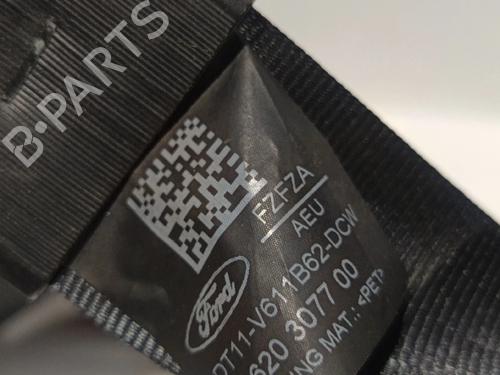 B-PARTS
FZFZA
AEU
Ford
DT11-V611B62-DCW
620 3077 00
MAT.: <PET>